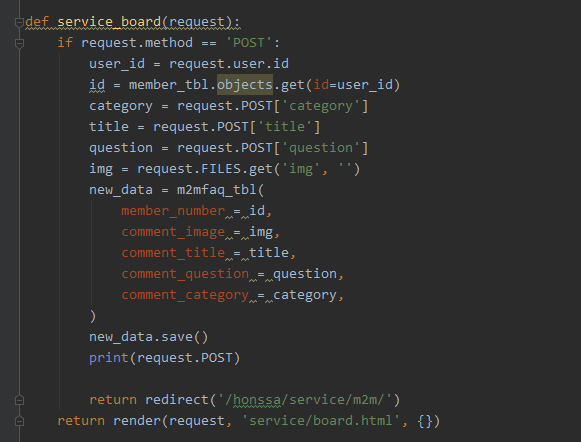 def service_board(request):
    if request.method == 'POST':
        user_id = request.user.id
        id = member_tbl.objects.get(id=user_id)
        category = request.POST['category']
        title = request.POST['title']
        question = request.POST['question']
        img = request.FILES.get('img', '')
        new_data = m2mfaq_tbl(
            member_number = id,
            comment_image = img,
            comment_title = title,
            comment_question = question,
            comment_category = category,
        )
        new_data.save()
        print(request.POST)
        return redirect('/honssa/service/m2m/')
    return render(request, 'service/board.html', {})